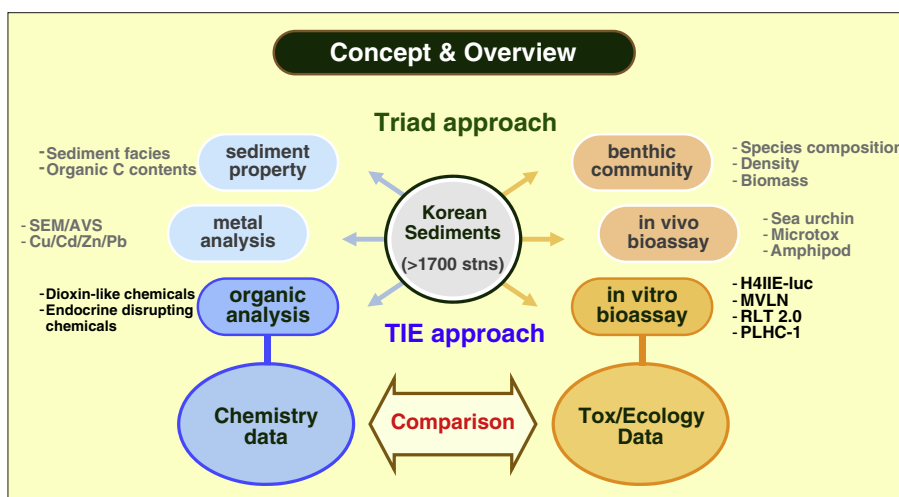 Concept & Overview
Triad approach
- Sediment facies
- Organic C contents
sediment
property
benthic
community
- Species composition
- Density
- Biomass
Korean
Sediments
(>1700 stns)
- SEM/AVS
- Cu/Cd/Zn/Pb
metal
analysis
in vivo
bioassay
- Sea urchin
- Microtox
- Amphipod
- Dioxin-like chemicals
- Endocrine disrupting
chemicals
organic
analysis
in vitro
bioassay
- H4IIE-luc
- MVLN
- RLT 2.0
- PLHC-1
TIE approach
Chemistry
data
Comparison
Tox/Ecology
Data